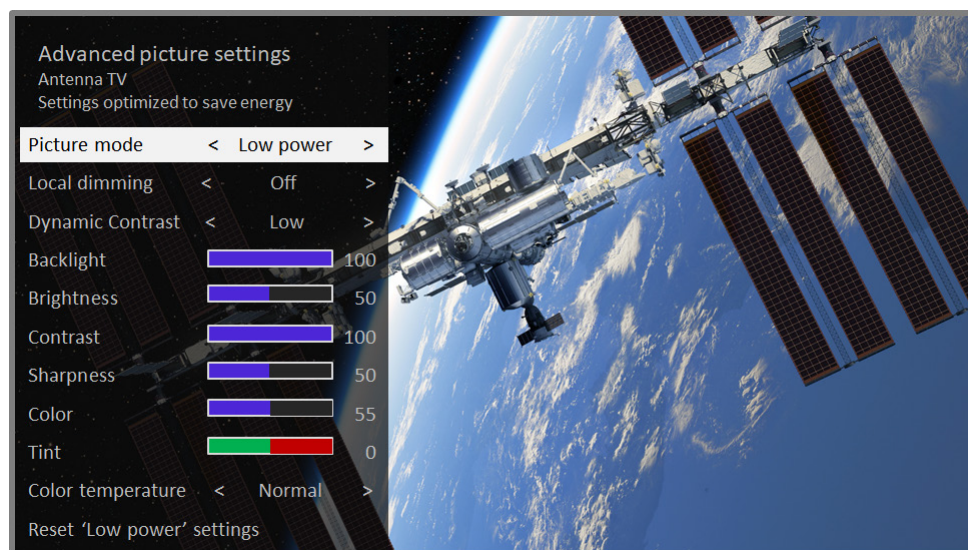 Advanced picture settings
Antenna TV
Settings optimized to save energy
Picture mode < Low power >
Local dimming < Off >
Dynamic Contrast < Low >
Backlight 100
Brightness 50
Contrast 100
Sharpness 50
Color 55
Tint 0
Color temperature < Normal >
Reset ‘Low power’ settings